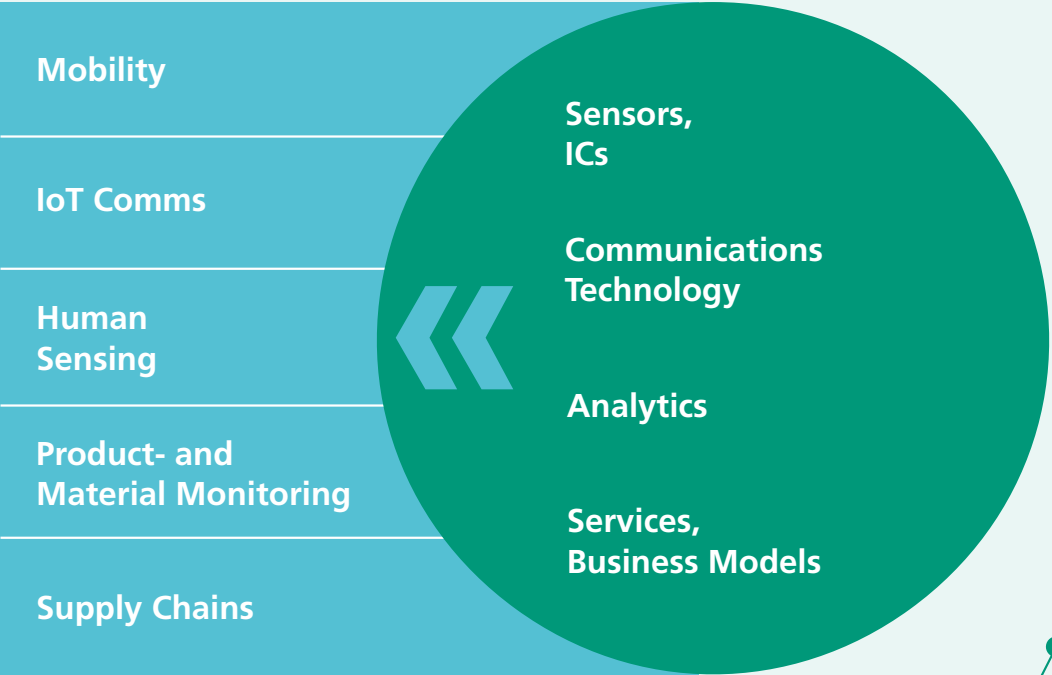 Mobility
IoT Comms
Human
Sensing
Product- and
Material Monitoring
Supply Chains
Sensors,
ICs
Communications
Technology
Analytics
Services,
Business Models